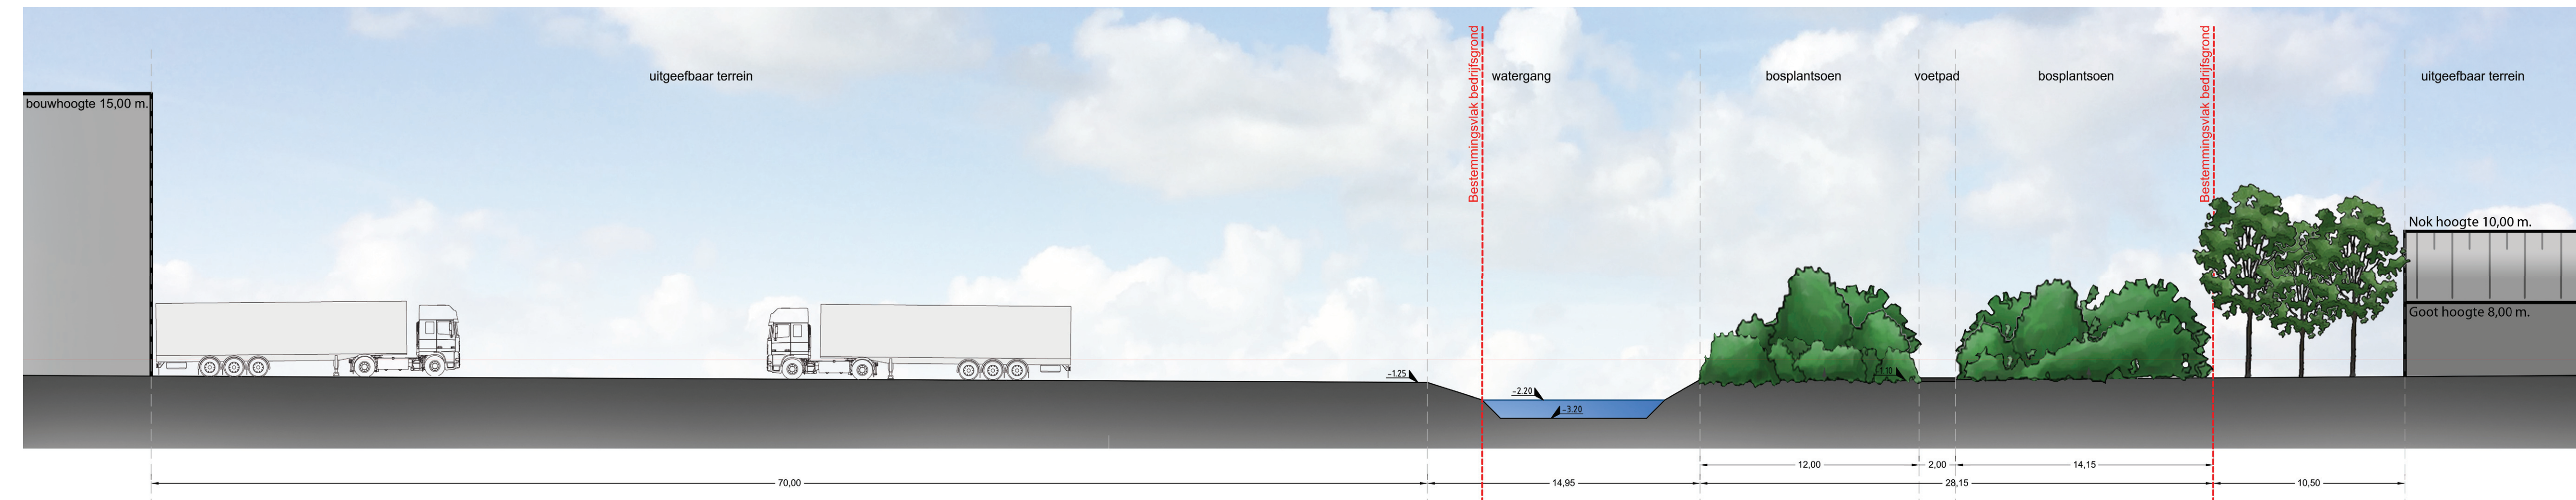 uitgeefbaar terrein
watergang
bosplantsoen
voetpad
bosplantsoen
uitgeefbaar terrein
Bestemmingsvlak bedrijfsgrond
Bestemmingsvlak bedrijfsgrond
bouwhoogte 15,00 m.
Nok hoogte 10,00 m.
Goot hoogte 8,00 m.
-1.25
-2.20
-3.20
-1.10
12,00
2,00
14,15
70,00
14,95
28,15
10,50